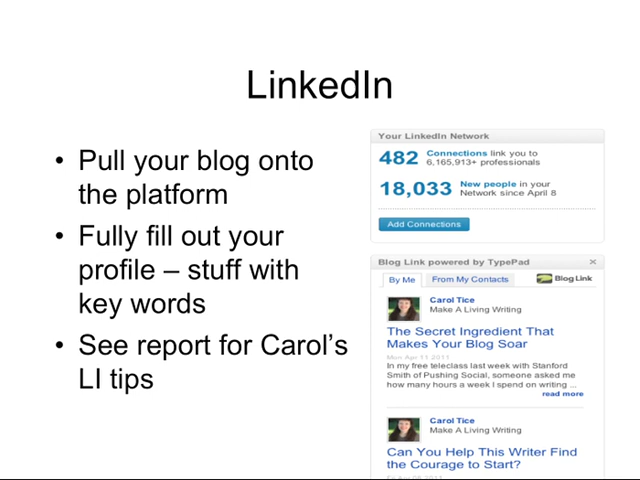 LinkedIn
• Pull your blog onto
the platform
• Fully fill out your
profile – stuff with
key words
• See report for Carol's
LI tips
Your LinkedIn Network
482 Connections link you to
6,165,913+ professionals
18,033 New people in your
Network since April 8
Add Connections
Blog Link powered by TypePad ×
By Me From My Contacts Blog Link
Carol Tice
Make A Living Writing
The Secret Ingredient That
Makes Your Blog Soar
Mon Apr 11 2011
In my free teleclass last week with Stanford
Smith of Pushing Social, someone asked me
how many hours a week I spend on writing ...
read more
Carol Tice
Make A Living Writing
Can You Help This Writer Find
the Courage to Start?